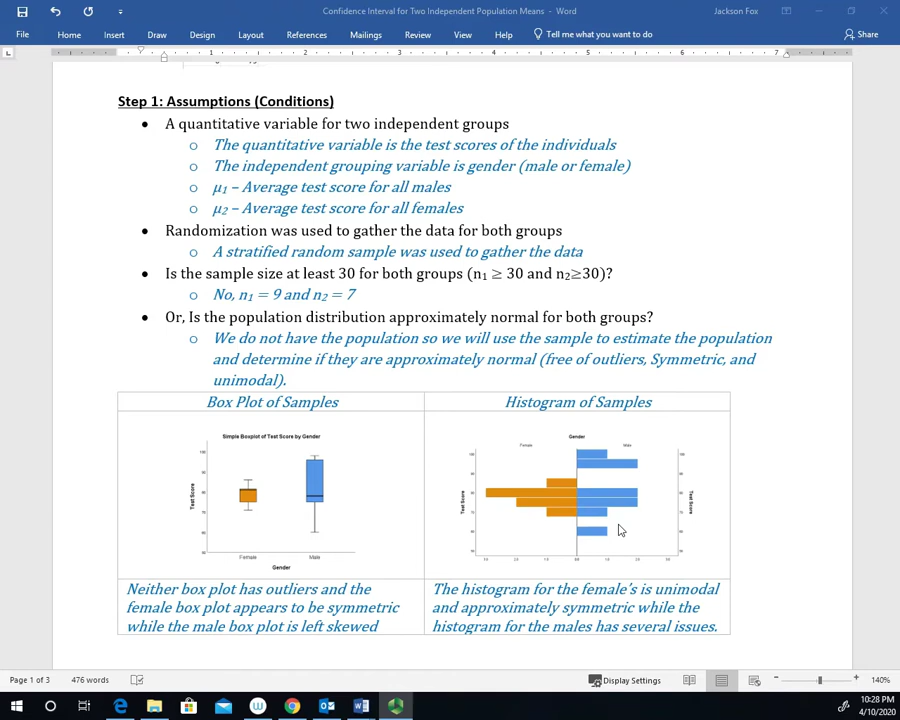 Confidence Interval for Two Independent Population Means - Word
Jackson Fox
File Home Insert Draw Design Layout References Mailings Review View Help Tell me what you want to do Share
1 2 3 4 5 6 7
Step 1: Assumptions (Conditions)
• A quantitative variable for two independent groups
o The quantitative variable is the test scores of the individuals
o The independent grouping variable is gender (male or female)
o μ1 – Average test score for all males
o μ2 – Average test score for all females
• Randomization was used to gather the data for both groups
o A stratified random sample was used to gather the data
• Is the sample size at least 30 for both groups (n1 ≥ 30 and n2≥30)?
o No, n1 = 9 and n2 = 7
• Or, Is the population distribution approximately normal for both groups?
o We do not have the population so we will use the sample to estimate the population
and determine if they are approximately normal (free of outliers, Symmetric, and
unimodal).
Box Plot of Samples
Simple Boxplot of Test Score by Gender
Test Score
Female Male
Gender
Neither box plot has outliers and the
female box plot appears to be symmetric
while the male box plot is left skewed
Histogram of Samples
Gender
Female Male
Test Score
Test Score
The histogram for the female's is unimodal
and approximately symmetric while the
histogram for the males has several issues.
Page 1 of 3 476 words Display Settings 140%
10:28 PM
4/10/2020